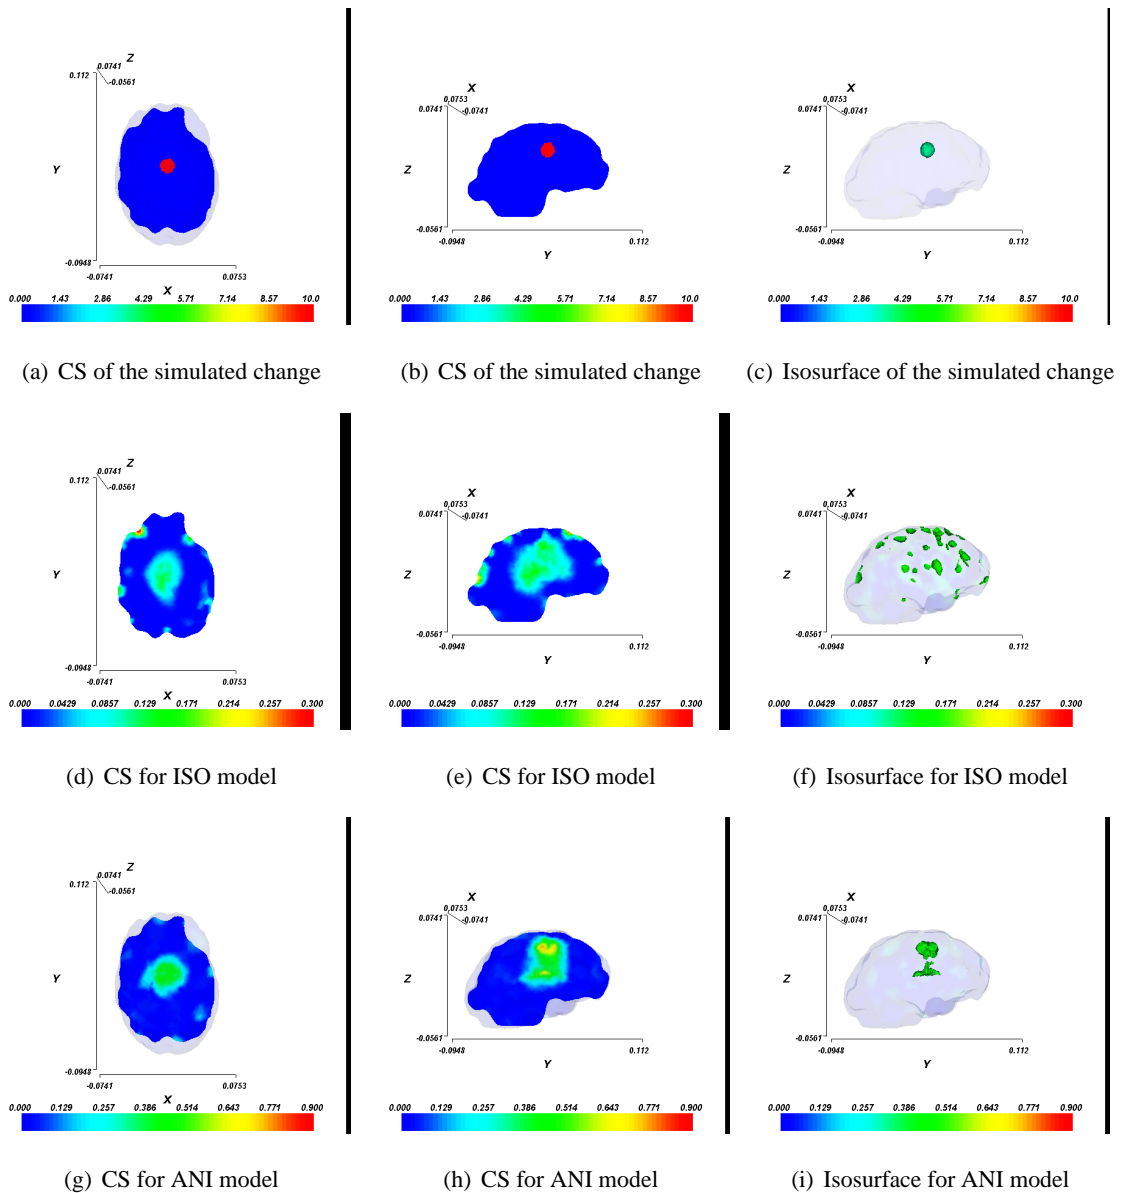 Z
0.0741
0.112
-0.0561
Y
-0.0948
-0.0741 0.0753
X
0.000 1.43 2.86 4.29 5.71 7.14 8.57 10.0
X
0.0753
0.0741 -0.0741
Z
-0.0561
-0.0948 0.112
Y
0.000 1.43 2.86 4.29 5.71 7.14 8.57 10.0
X
0.0753
0.0741 -0.0741
Z
-0.0561
-0.0948 0.112
Y
0.000 1.43 2.86 4.29 5.71 7.14 8.57 10.0
(a) CS of the simulated change
(b) CS of the simulated change
(c) Isosurface of the simulated change
Z
0.0741
0.112
-0.0561
Y
-0.0948
-0.0741 0.0753
X
0.000 0.0429 0.0857 0.129 0.171 0.214 0.257 0.300
X
0.0753
0.0741 -0.0741
Z
-0.0561
-0.0948 0.112
Y
0.000 0.0429 0.0857 0.129 0.171 0.214 0.257 0.300
X
0.0753
0.0741 -0.0741
Z
-0.0561
-0.0948 0.112
Y
0.000 0.0429 0.0857 0.129 0.171 0.214 0.257 0.300
(d) CS for ISO model
(e) CS for ISO model
(f) Isosurface for ISO model
Z
0.0741
0.112
-0.0561
Y
-0.0948
-0.0741 0.0753
X
0.000 0.129 0.257 0.386 0.514 0.643 0.771 0.900
X
0.0753
0.0741 -0.0741
Z
-0.0561
-0.0948 0.112
Y
0.000 0.129 0.257 0.386 0.514 0.643 0.771 0.900
X
0.0753
0.0741 -0.0741
Z
-0.0561
-0.0948 0.112
Y
0.000 0.129 0.257 0.386 0.514 0.643 0.771 0.900
(g) CS for ANI model
(h) CS for ANI model
(i) Isosurface for ANI model